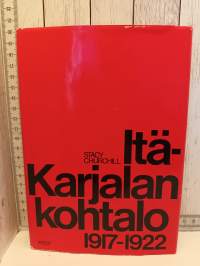 STACY
CHURCHILL
Itä-
Karjalan
kohtalo
1917-1922